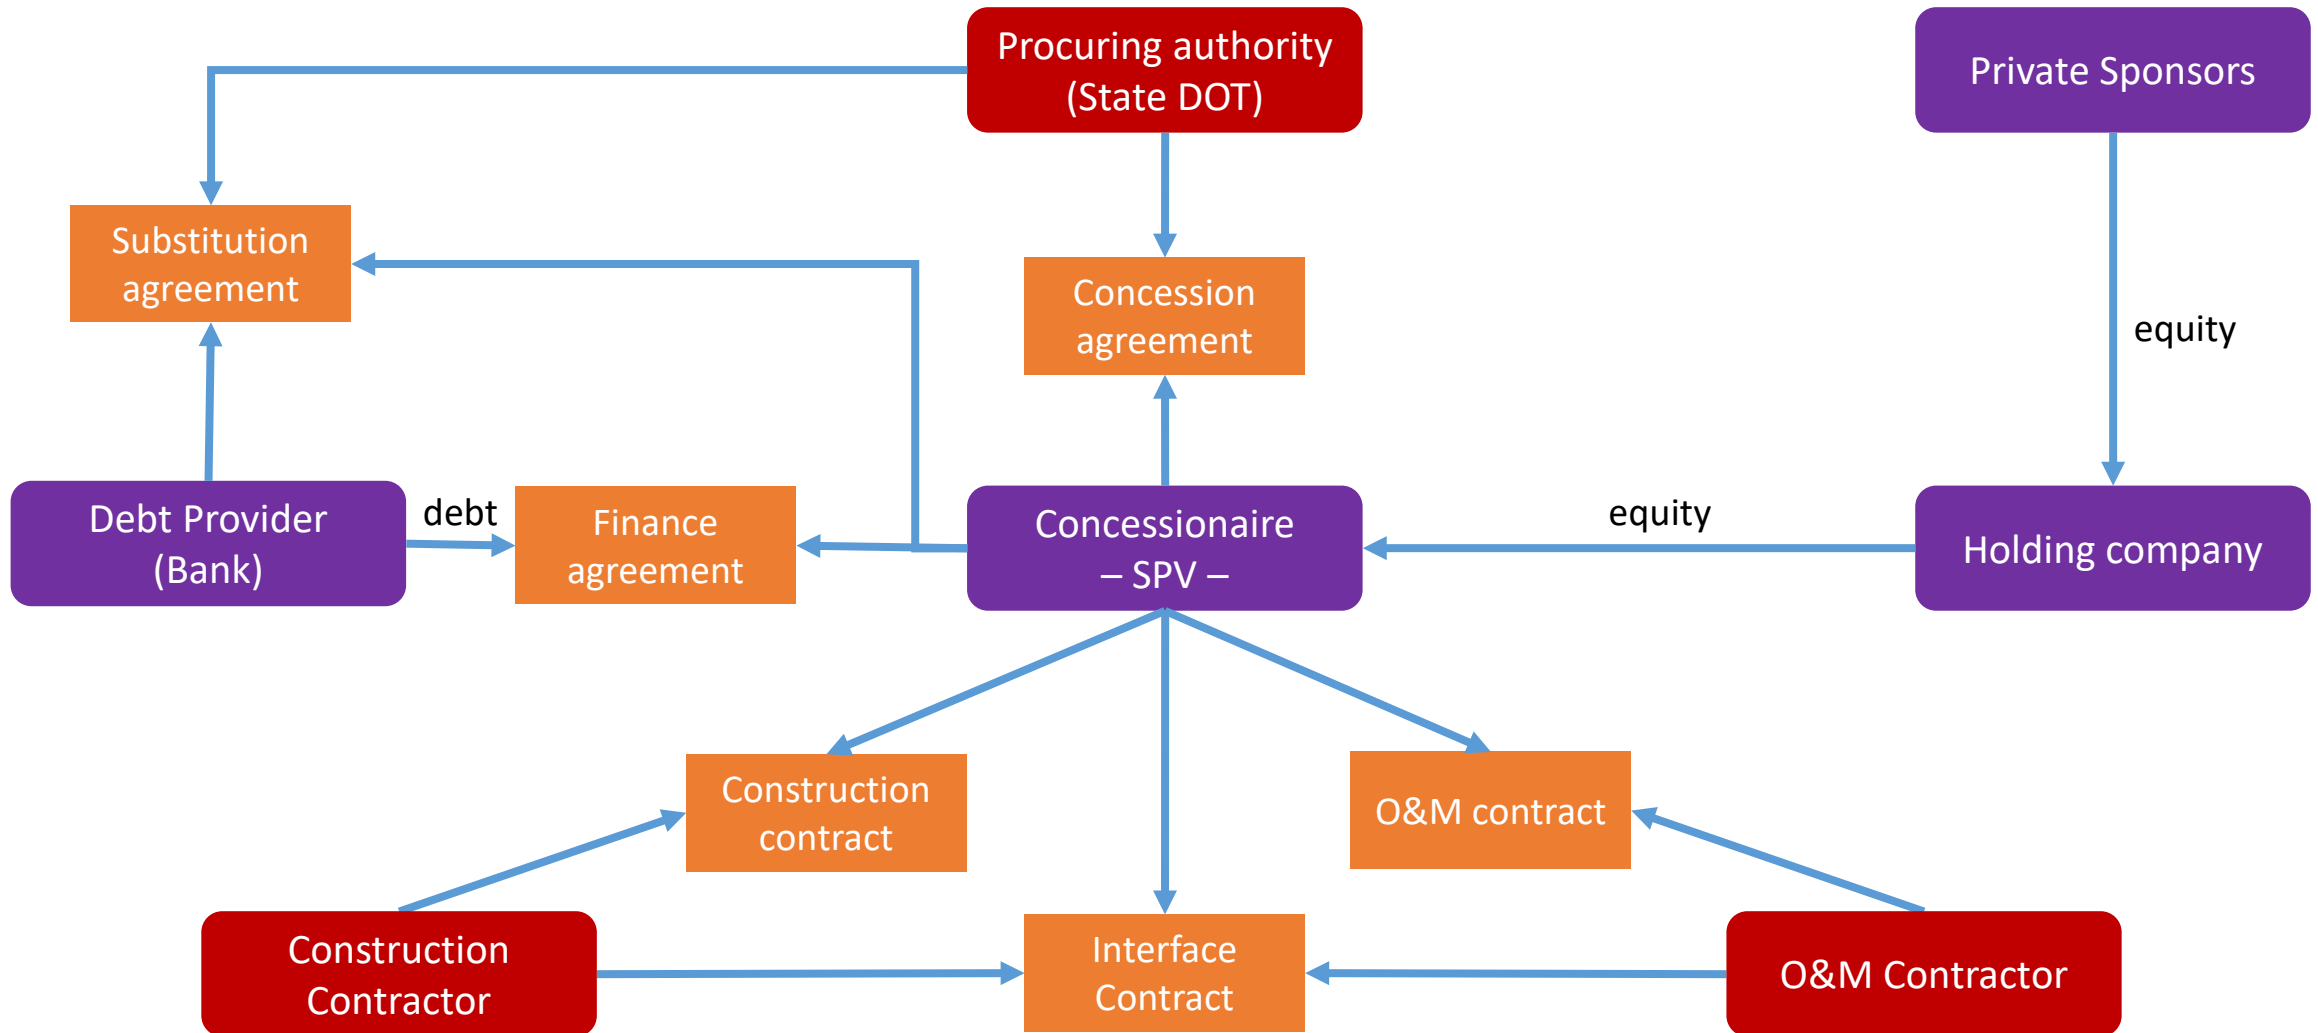 Procuring authority
(State DOT)
Private Sponsors
Substitution
agreement
Concession
agreement
equity
Debt Provider
(Bank)
debt
Finance
agreement
Concessionaire
– SPV –
equity
Holding company
Construction
contract
O&M contract
Construction
Contractor
Interface
Contract
O&M Contractor